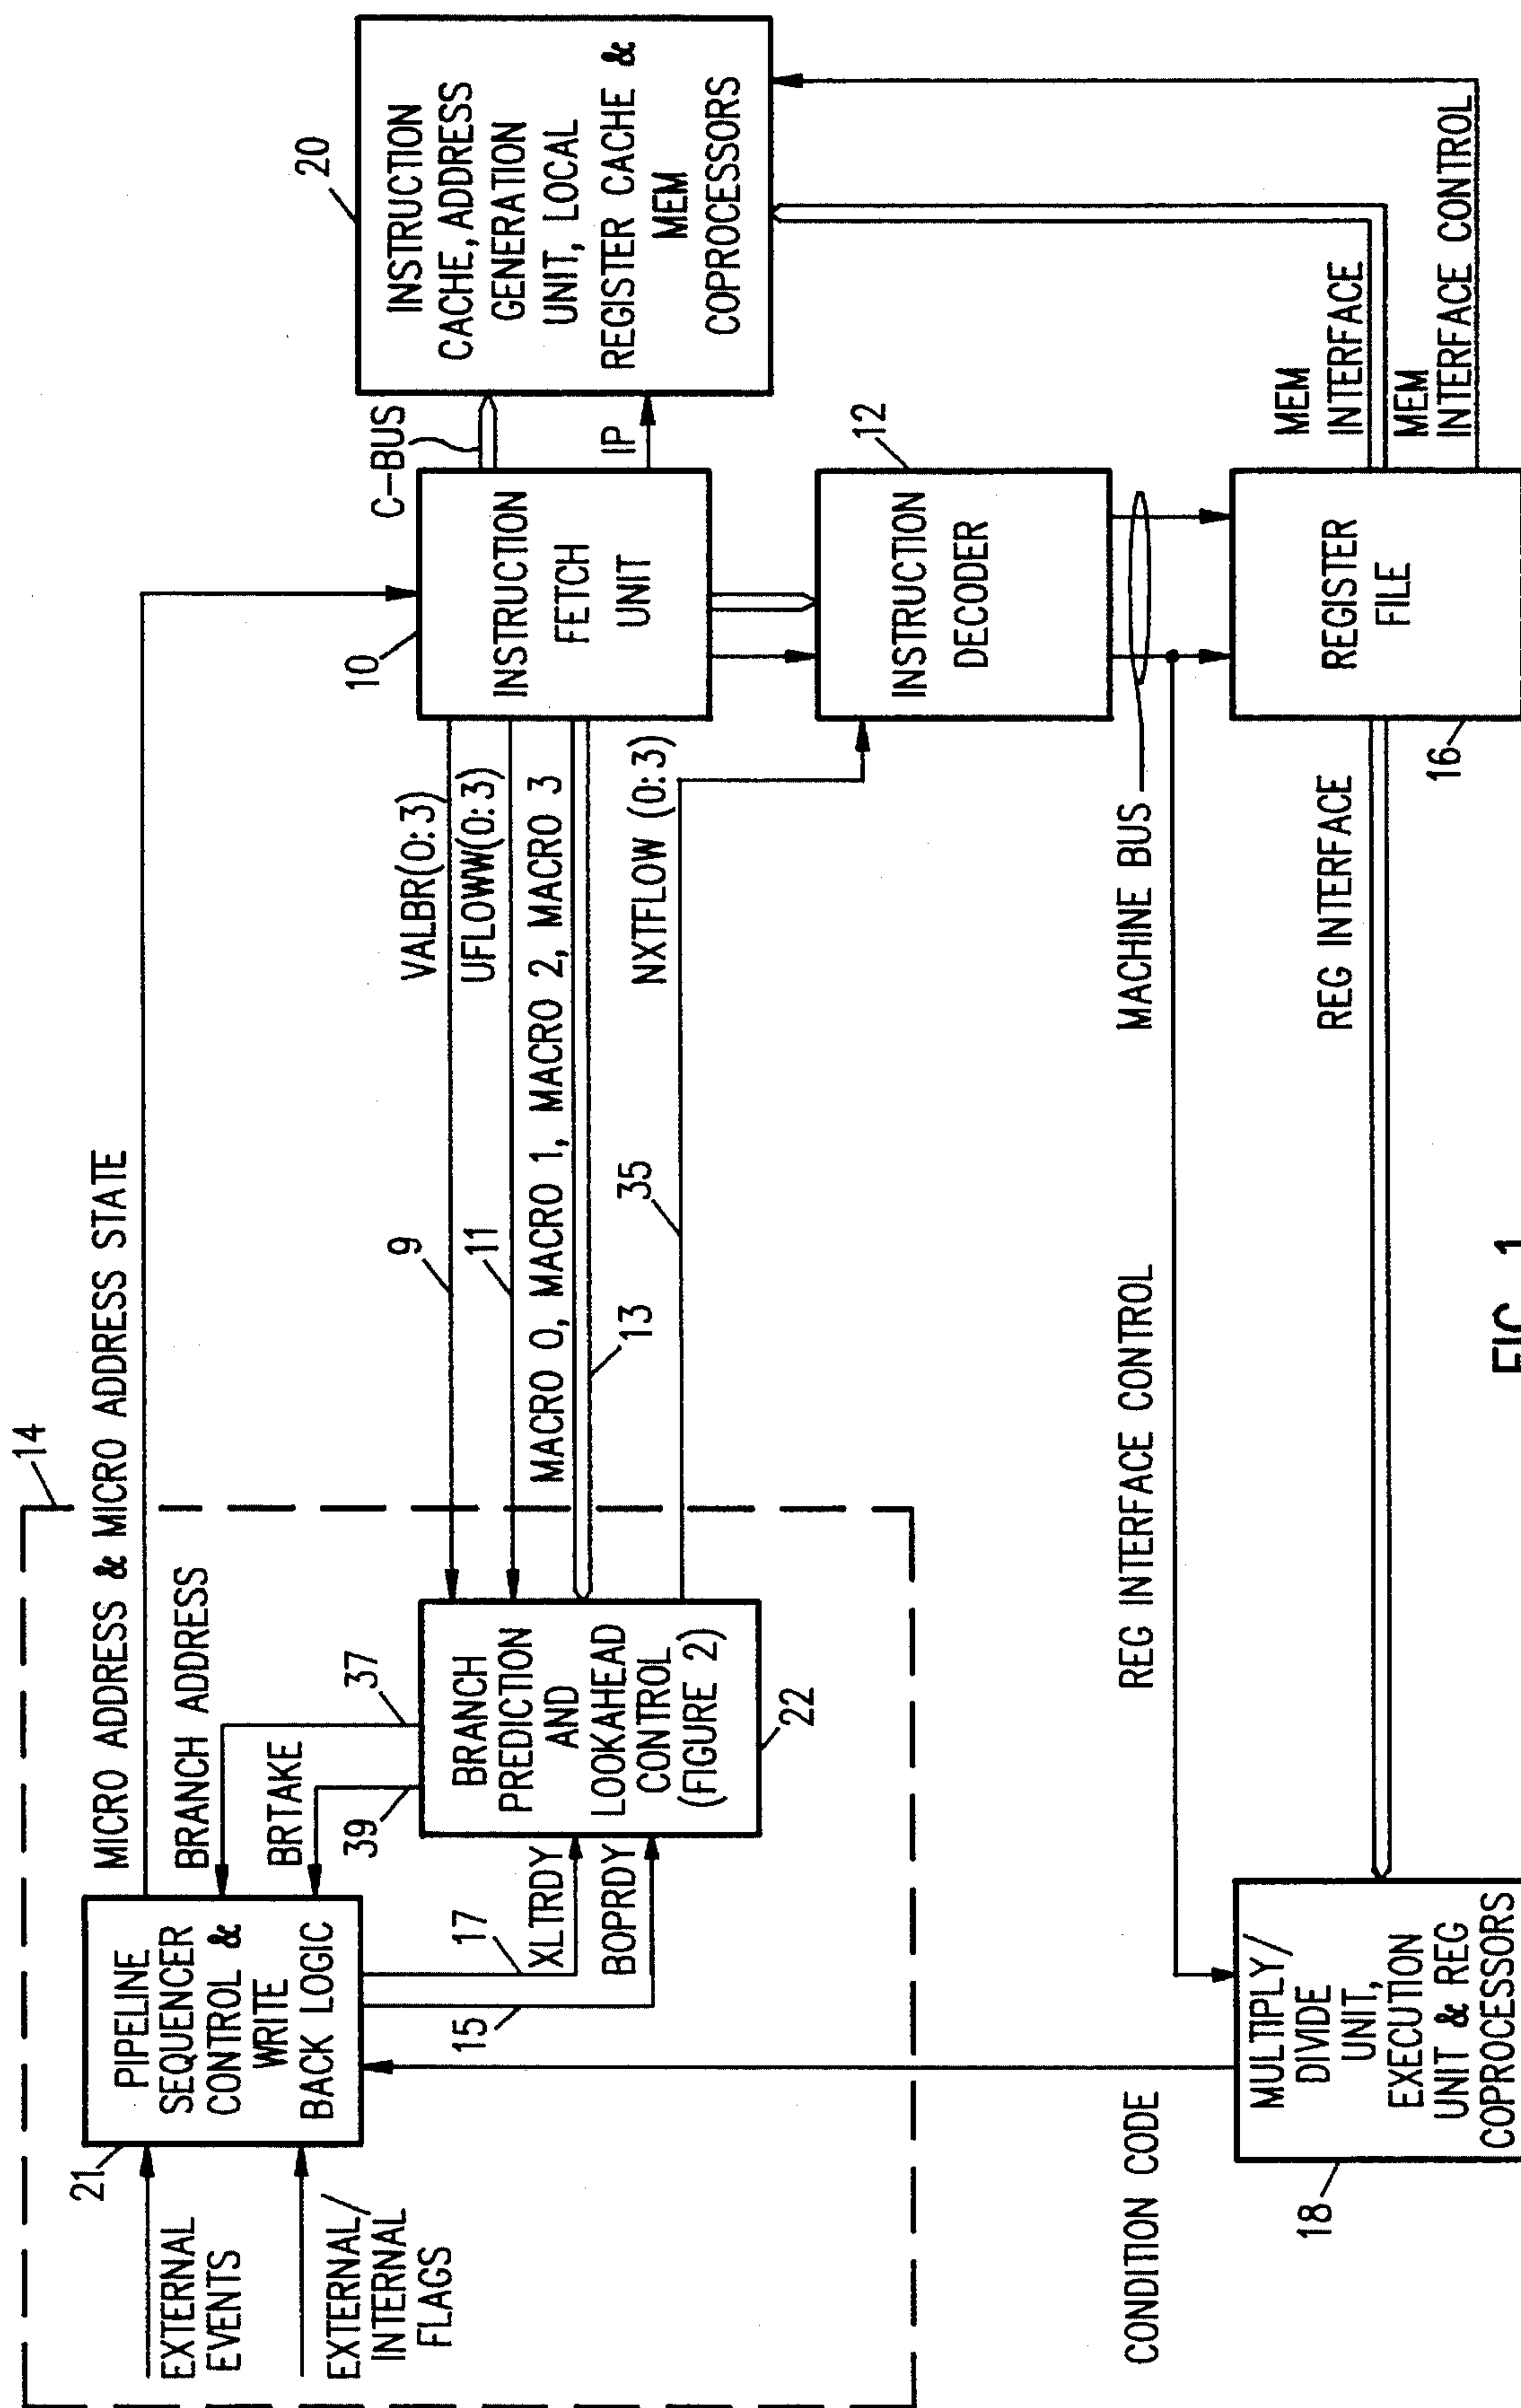 14
EXTERNAL
EVENTS
EXTERNAL/
INTERNAL
FLAGS
21
PIPELINE
SEQUENCER
CONTROL &
WRITE
BACK LOGIC
MICRO ADDRESS & MICRO ADDRESS STATE
BRANCH ADDRESS
BRTAKE
37
39
17
XLTRDY
15
BOPRDY
BRANCH
PREDICTION
AND
LOOKAHEAD
CONTROL
(FIGURE 2)
22
9
VALBR(0:3)
11
UFLOWW(0:3)
MACRO 0, MACRO 1, MACRO 2, MACRO 3
13
35
NXTFLOW (0:3)
10
INSTRUCTION
FETCH
UNIT
C-BUS
IP
20
INSTRUCTION
CACHE, ADDRESS
GENERATION
UNIT, LOCAL
REGISTER CACHE &
MEM
COPROCESSORS
12
INSTRUCTION
DECODER
MACHINE BUS
REG INTERFACE CONTROL
REG INTERFACE
CONDITION CODE
18
MULTIPLY/
DIVIDE
UNIT,
EXECUTION
UNIT & REG
COPROCESSORS
16
REGISTER
FILE
MEM
INTERFACE
MEM
INTERFACE CONTROL
FIG. 1